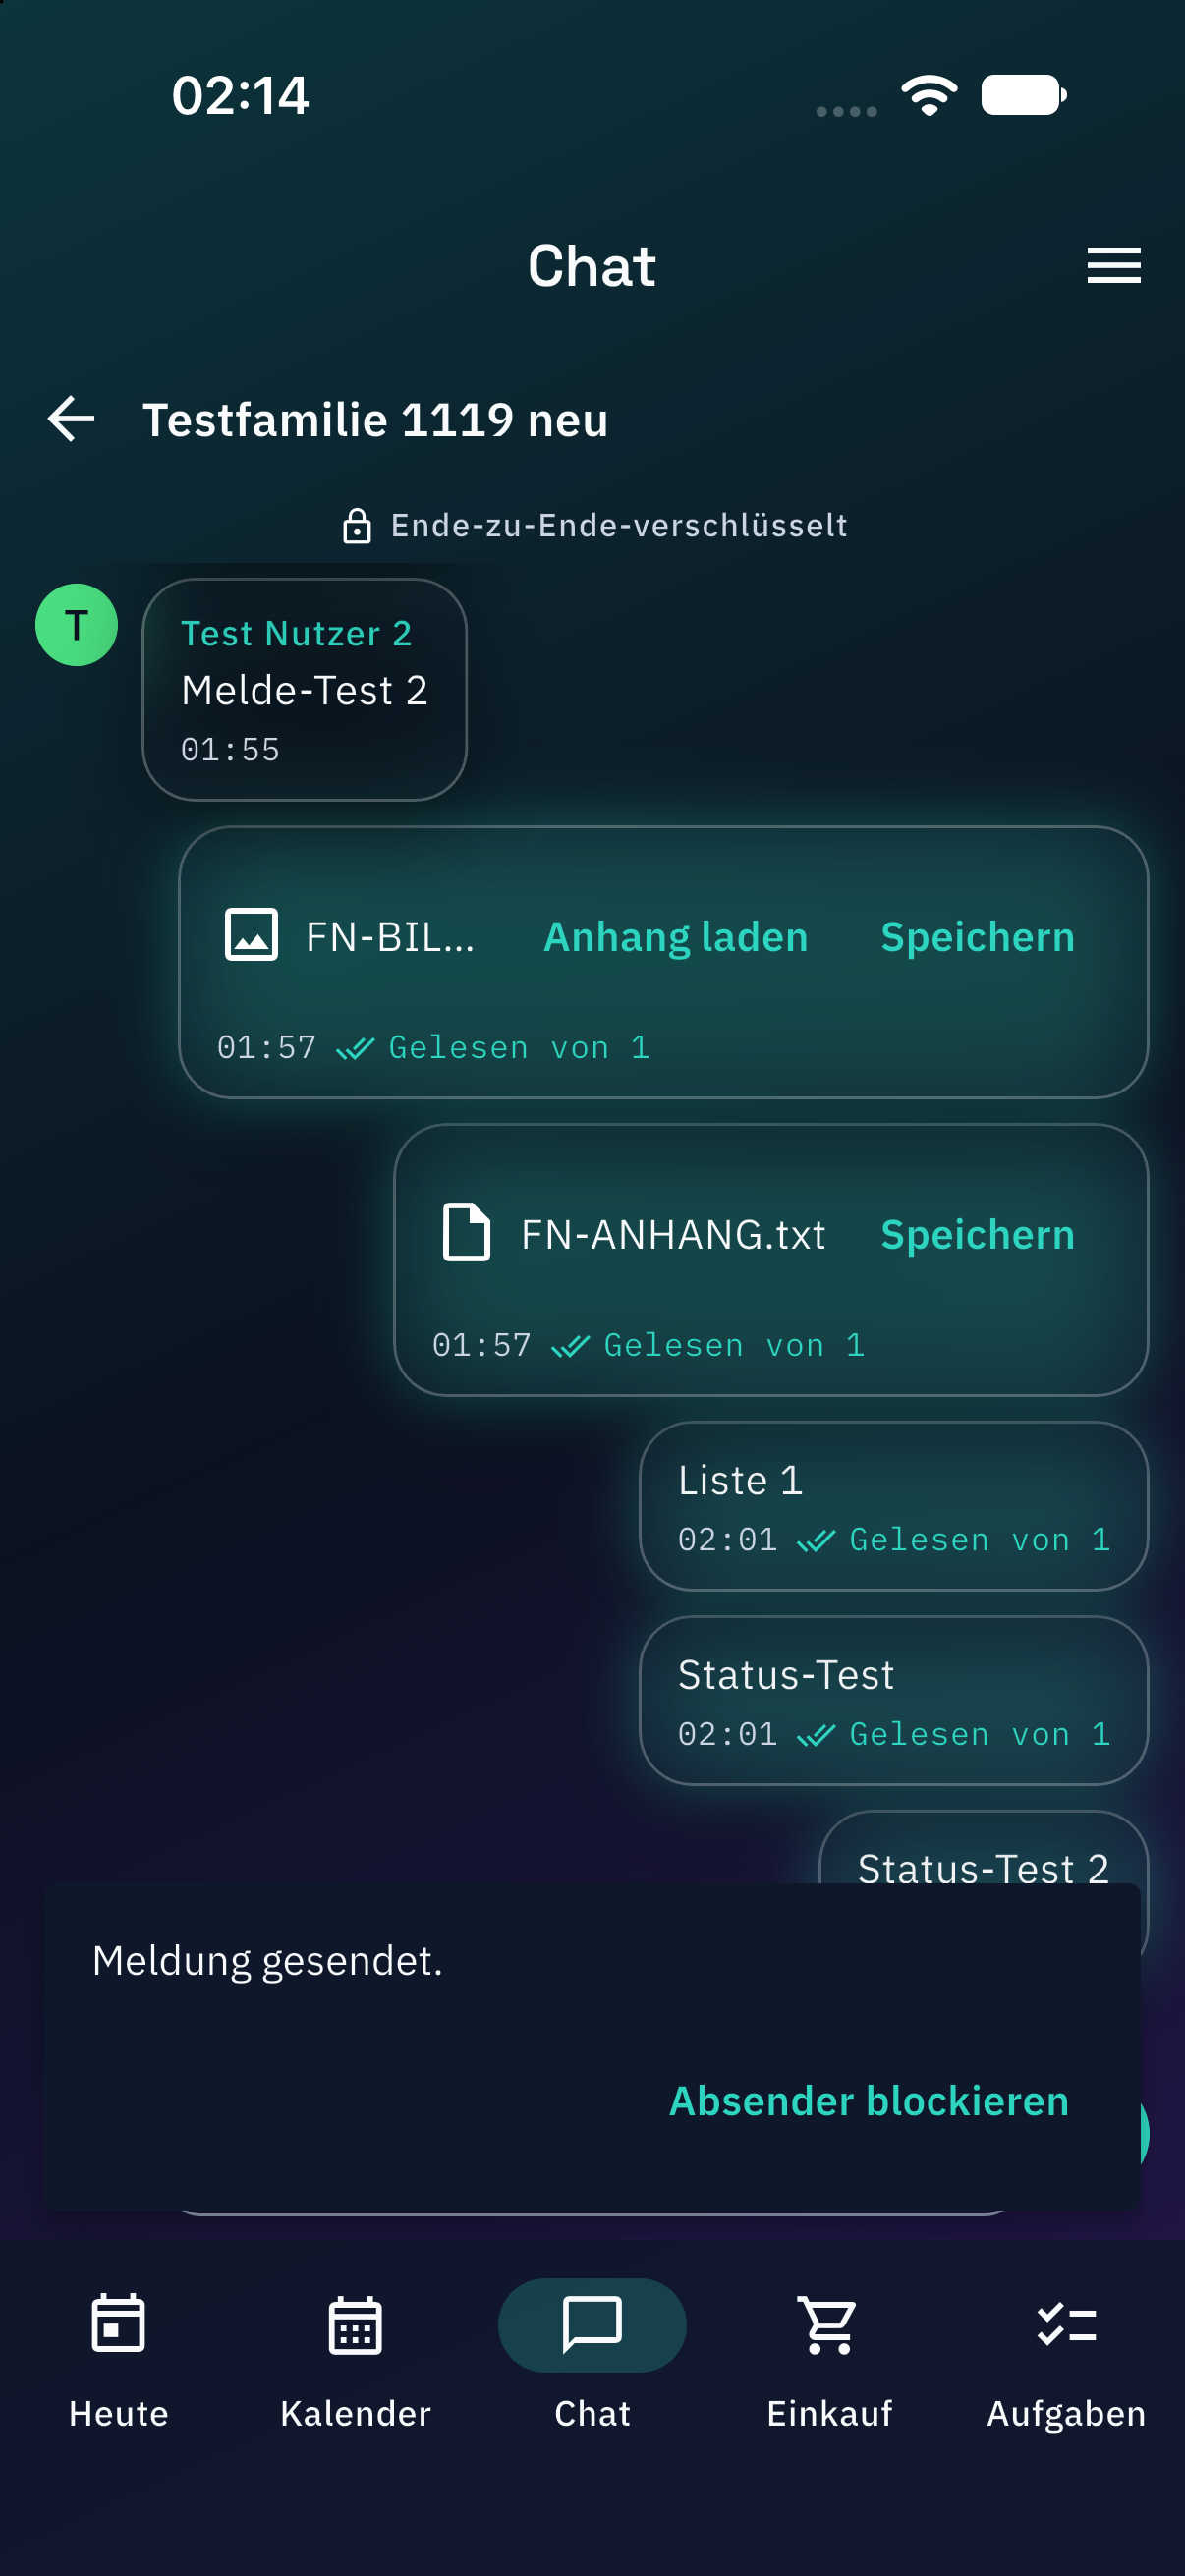 02:14
Chat
Testfamilie 1119 neu
Ende-zu-Ende-verschlüsselt
T
Test Nutzer 2
Melde-Test 2
01:55
FN-BIL... Anhang laden Speichern
01:57 Gelesen von 1
FN-ANHANG.txt Speichern
01:57 Gelesen von 1
Liste 1
02:01 Gelesen von 1
Status-Test
02:01 Gelesen von 1
Status-Test 2
Meldung gesendet.
Absender blockieren
Heute Kalender Chat Einkauf Aufgaben